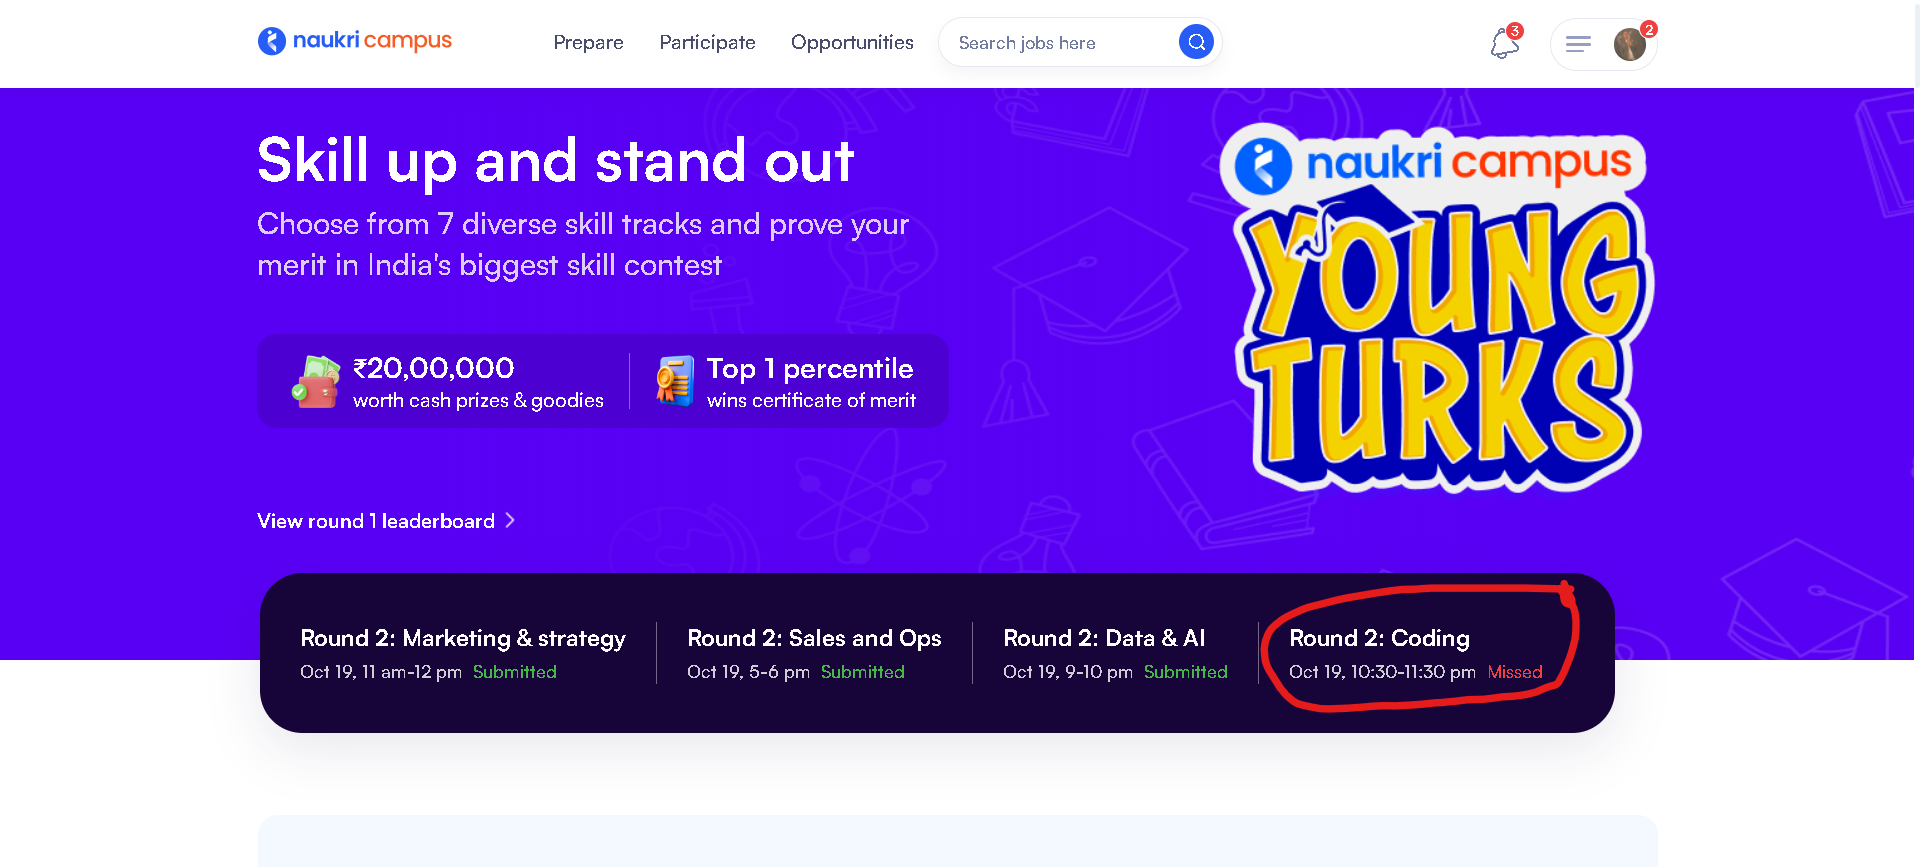 naukri campus
Prepare
Participate
Opportunities
Search jobs here
3
2
Skill up and stand out
Choose from 7 diverse skill tracks and prove your
merit in India's biggest skill contest
₹20,00,000
worth cash prizes & goodies
Top 1 percentile
wins certificate of merit
naukri campus
YOUNG
TURKS
View round 1 leaderboard
Round 2: Marketing & strategy
Oct 19, 11 am-12 pm Submitted
Round 2: Sales and Ops
Oct 19, 5-6 pm Submitted
Round 2: Data & AI
Oct 19, 9-10 pm Submitted
Round 2: Coding
Oct 19, 10:30-11:30 pm Missed